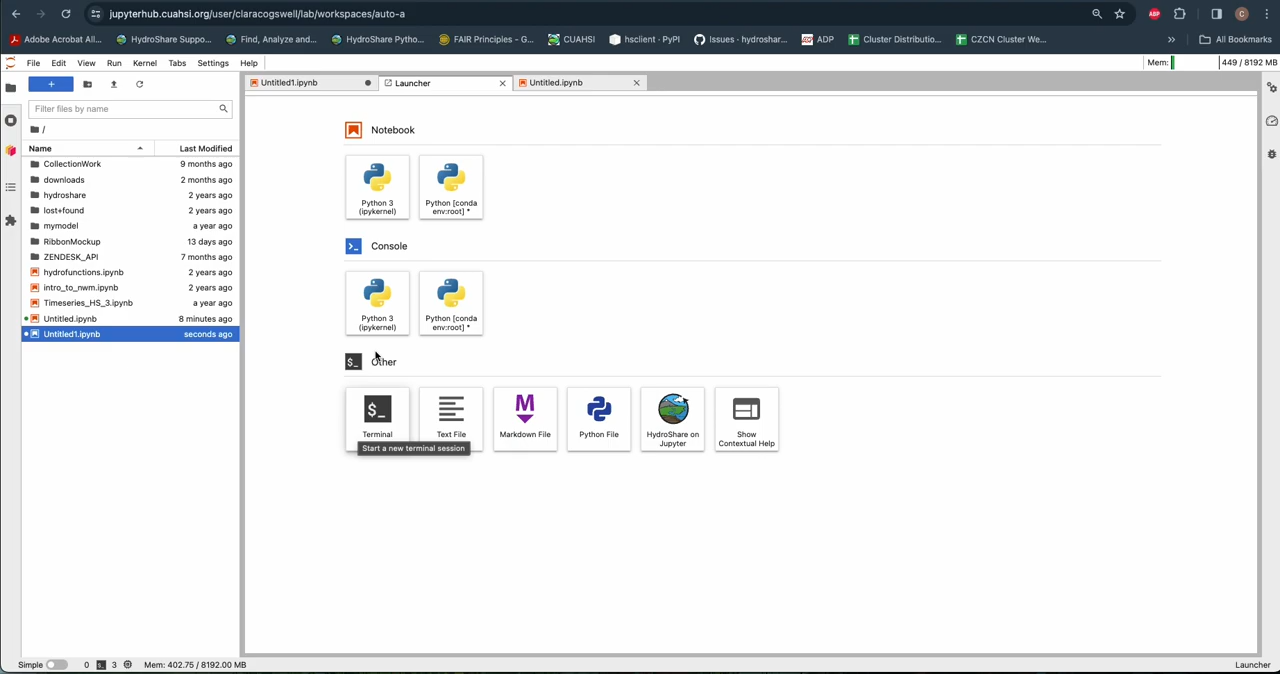 jupyterhub.cuahsi.org/user/claracogswell/lab/workspaces/auto-a
ABP
C
Adobe Acrobat All...
HydroShare Suppo...
Find, Analyze and...
HydroShare Pytho...
FAIR Principles – G...
CUAHSI
hsclient · PyPI
Issues · hydroshar...
ADP
Cluster Distributio...
CZCN Cluster We...
»
All Bookmarks
File
Edit
View
Run
Kernel
Tabs
Settings
Help
Mem:
449 / 8192 MB
+
Untitled1.ipynb
Launcher
Untitled.ipynb
Filter files by name
/
Name
Last Modified
CollectionWork
9 months ago
downloads
2 months ago
hydroshare
2 years ago
lost+found
2 years ago
mymodel
a year ago
RibbonMockup
13 days ago
ZENDESK_API
7 months ago
hydrofunctions.ipynb
2 years ago
intro_to_nwm.ipynb
2 years ago
Timeseries_HS_3.ipynb
a year ago
Untitled.ipynb
8 minutes ago
Untitled1.ipynb
seconds ago
Notebook
Python 3
(ipykernel)
Python [conda
env:root] *
>_ Console
Python 3
(ipykernel)
Python [conda
env:root] *
$_ Other
$_
Terminal
Text File
M
Markdown File
Python File
HydroShare on
Jupyter
Show
Contextual Help
Start a new terminal session
Simple
0
$_
3
Mem: 402.75 / 8192.00 MB
Launcher